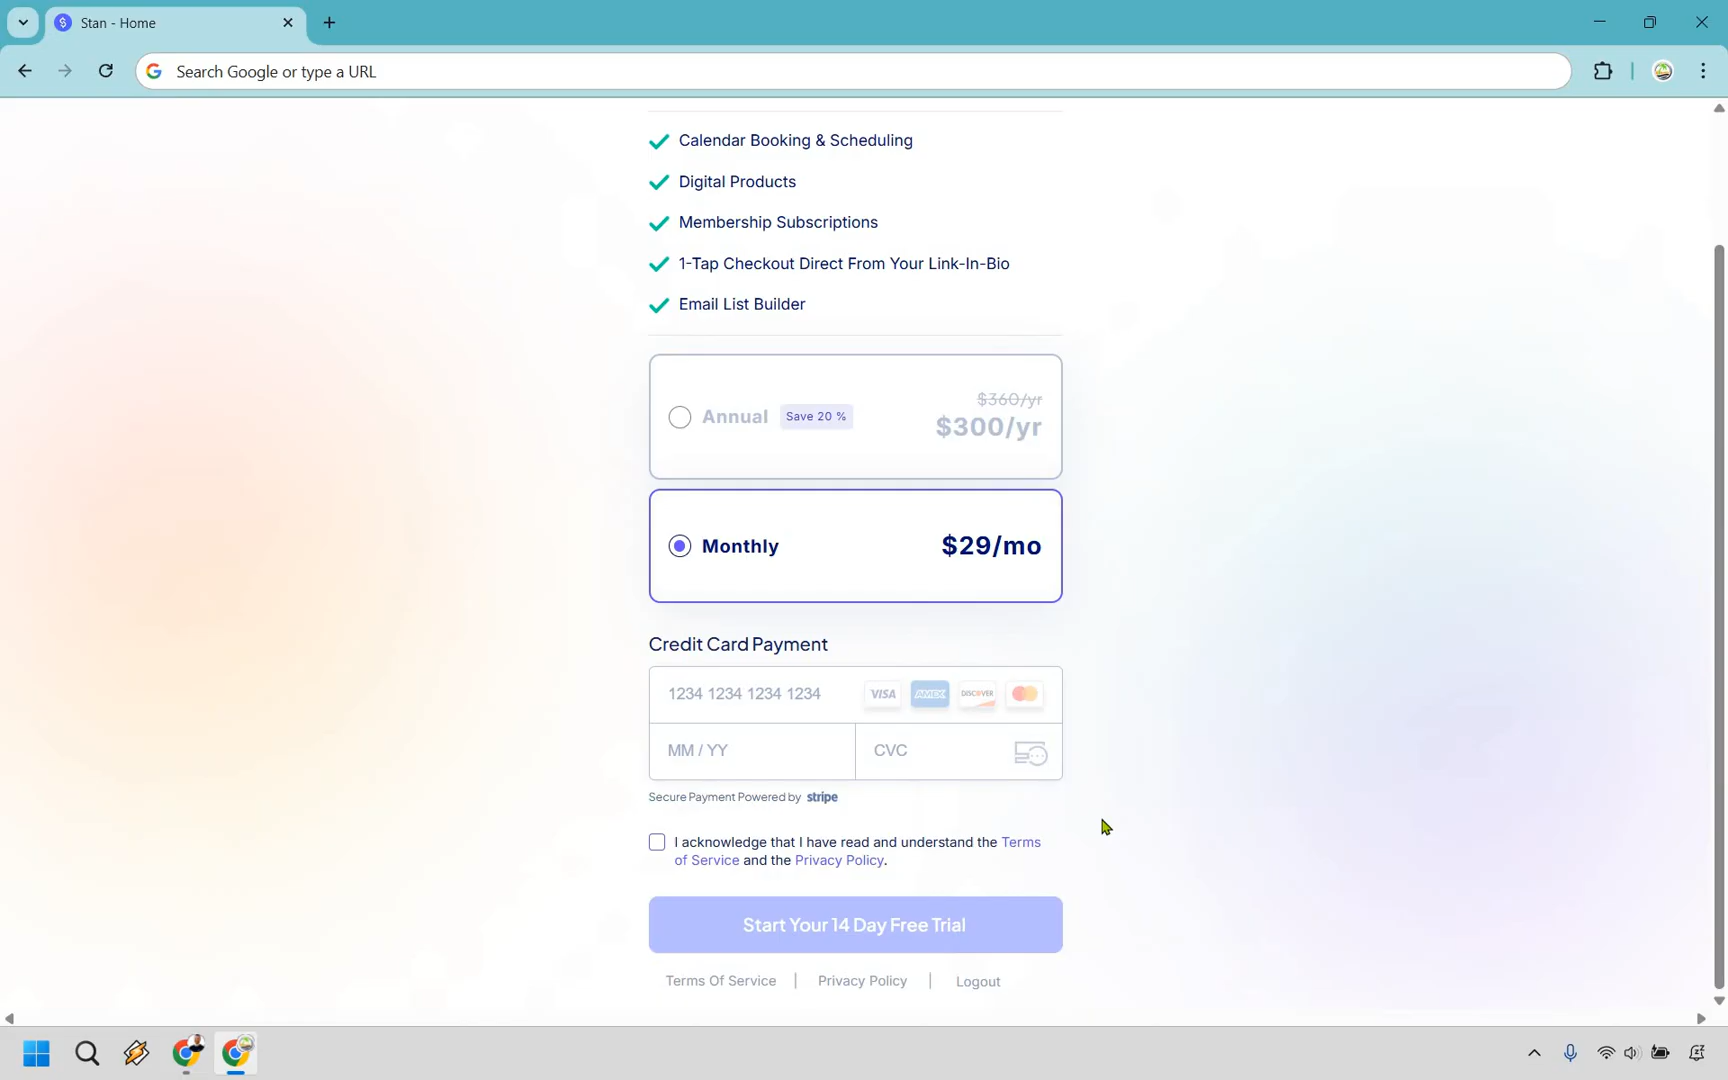 Stan - Home
Search Google or type a URL
Calendar Booking & Scheduling
Digital Products
Membership Subscriptions
1-Tap Checkout Direct From Your Link-In-Bio
Email List Builder
$360/yr
Annual Save 20 % $300/yr
Monthly $29/mo
Credit Card Payment
1234 1234 1234 1234 VISA AMEX DISCOVER
MM / YY CVC
Secure Payment Powered by stripe
I acknowledge that I have read and understand the Terms
of Service and the Privacy Policy.
Start Your 14 Day Free Trial
Terms Of Service | Privacy Policy | Logout